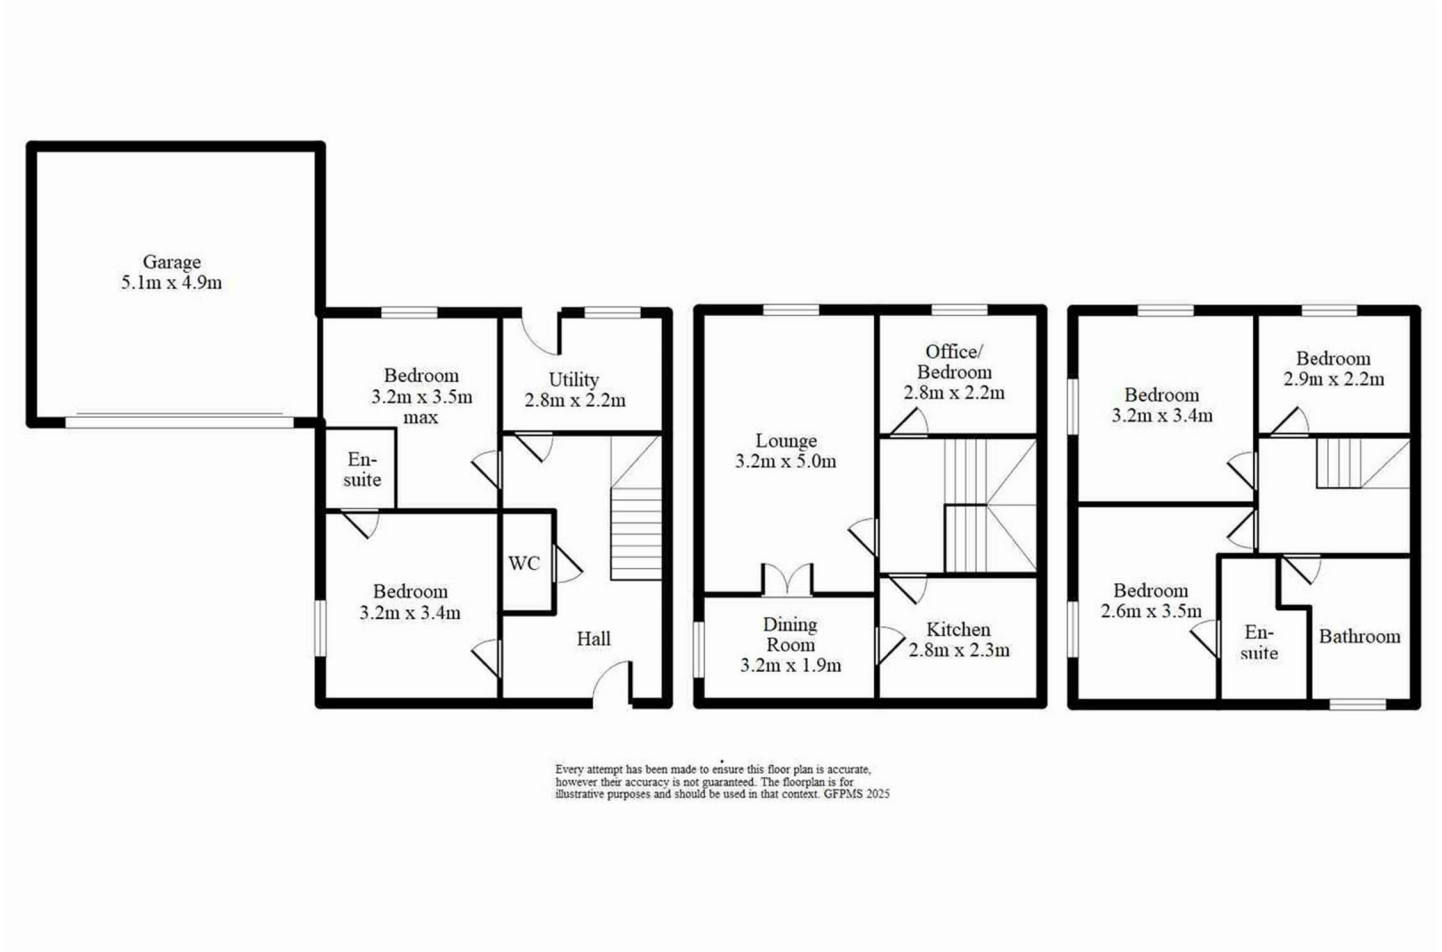 Garage
5.1m x 4.9m
Bedroom
3.2m x 3.5m
max
Utility
2.8m x 2.2m
En-
suite
Bedroom
3.2m x 3.4m
WC
Hall
Lounge
3.2m x 5.0m
Office/
Bedroom
2.8m x 2.2m
Dining
Room
3.2m x 1.9m
Kitchen
2.8m x 2.3m
Bedroom
3.2m x 3.4m
Bedroom
2.9m x 2.2m
Bedroom
2.6m x 3.5m
En-
suite
Bathroom
Every attempt has been made to ensure this floor plan is accurate,
however their accuracy is not guaranteed. The floorplan is for
illustrative purposes and should be used in that context. GFPMS 2025